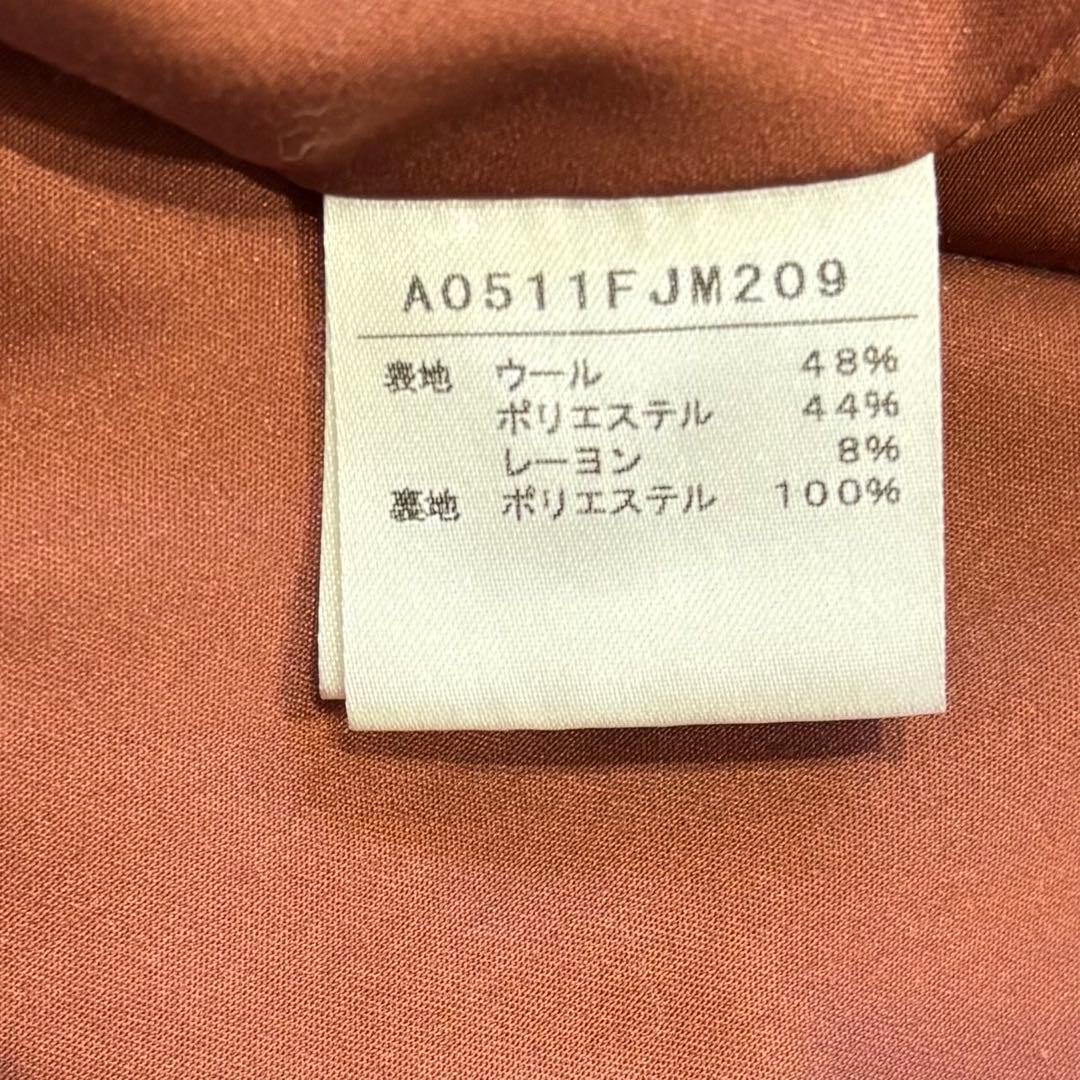 A0511FJM209
表地 ウール 48%
ポリエステル 44%
レーヨン 8%
裏地 ポリエステル 100%